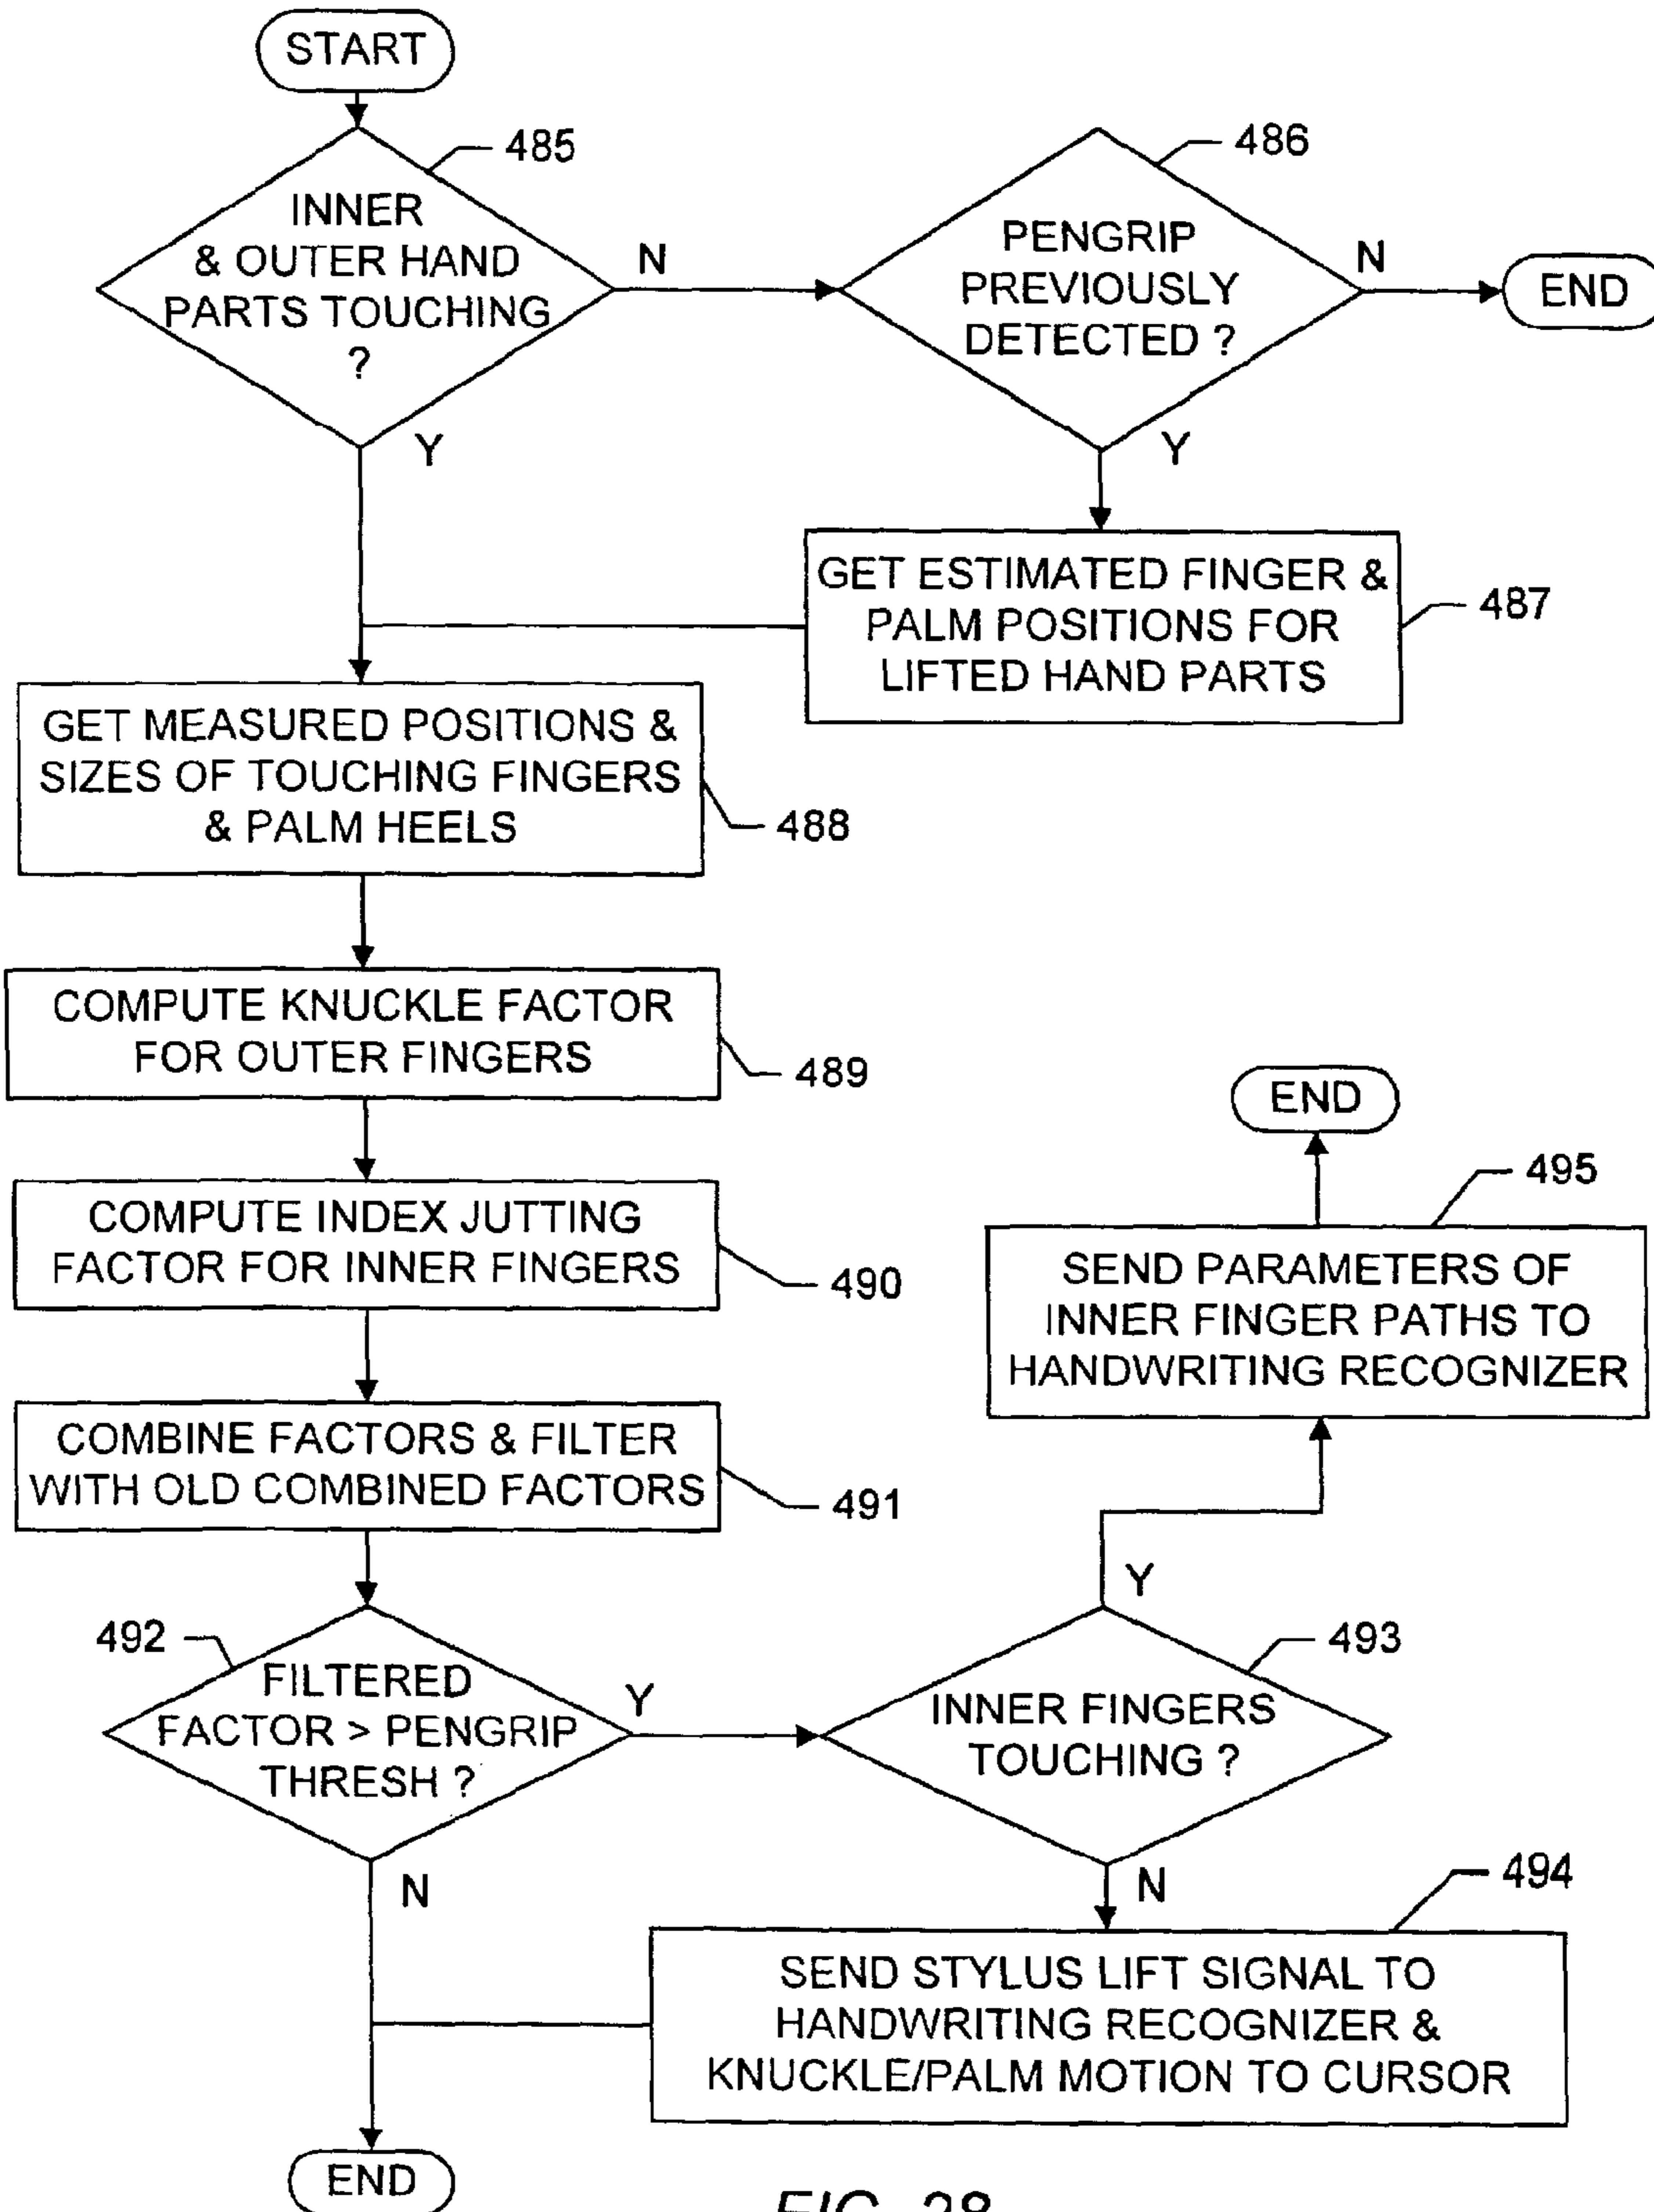 START
485
INNER
& OUTER HAND
PARTS TOUCHING
?
N
Y
486
PENGRIP
PREVIOUSLY
DETECTED ?
N
END
Y
GET ESTIMATED FINGER &
PALM POSITIONS FOR
LIFTED HAND PARTS
487
GET MEASURED POSITIONS &
SIZES OF TOUCHING FINGERS
& PALM HEELS
488
COMPUTE KNUCKLE FACTOR
FOR OUTER FINGERS
489
COMPUTE INDEX JUTTING
FACTOR FOR INNER FINGERS
490
COMBINE FACTORS & FILTER
WITH OLD COMBINED FACTORS
491
492
FILTERED
FACTOR > PENGRIP
THRESH ?
Y
N
END
495
SEND PARAMETERS OF
INNER FINGER PATHS TO
HANDWRITING RECOGNIZER
Y
493
INNER FINGERS
TOUCHING ?
N
494
SEND STYLUS LIFT SIGNAL TO
HANDWRITING RECOGNIZER &
KNUCKLE/PALM MOTION TO CURSOR
END